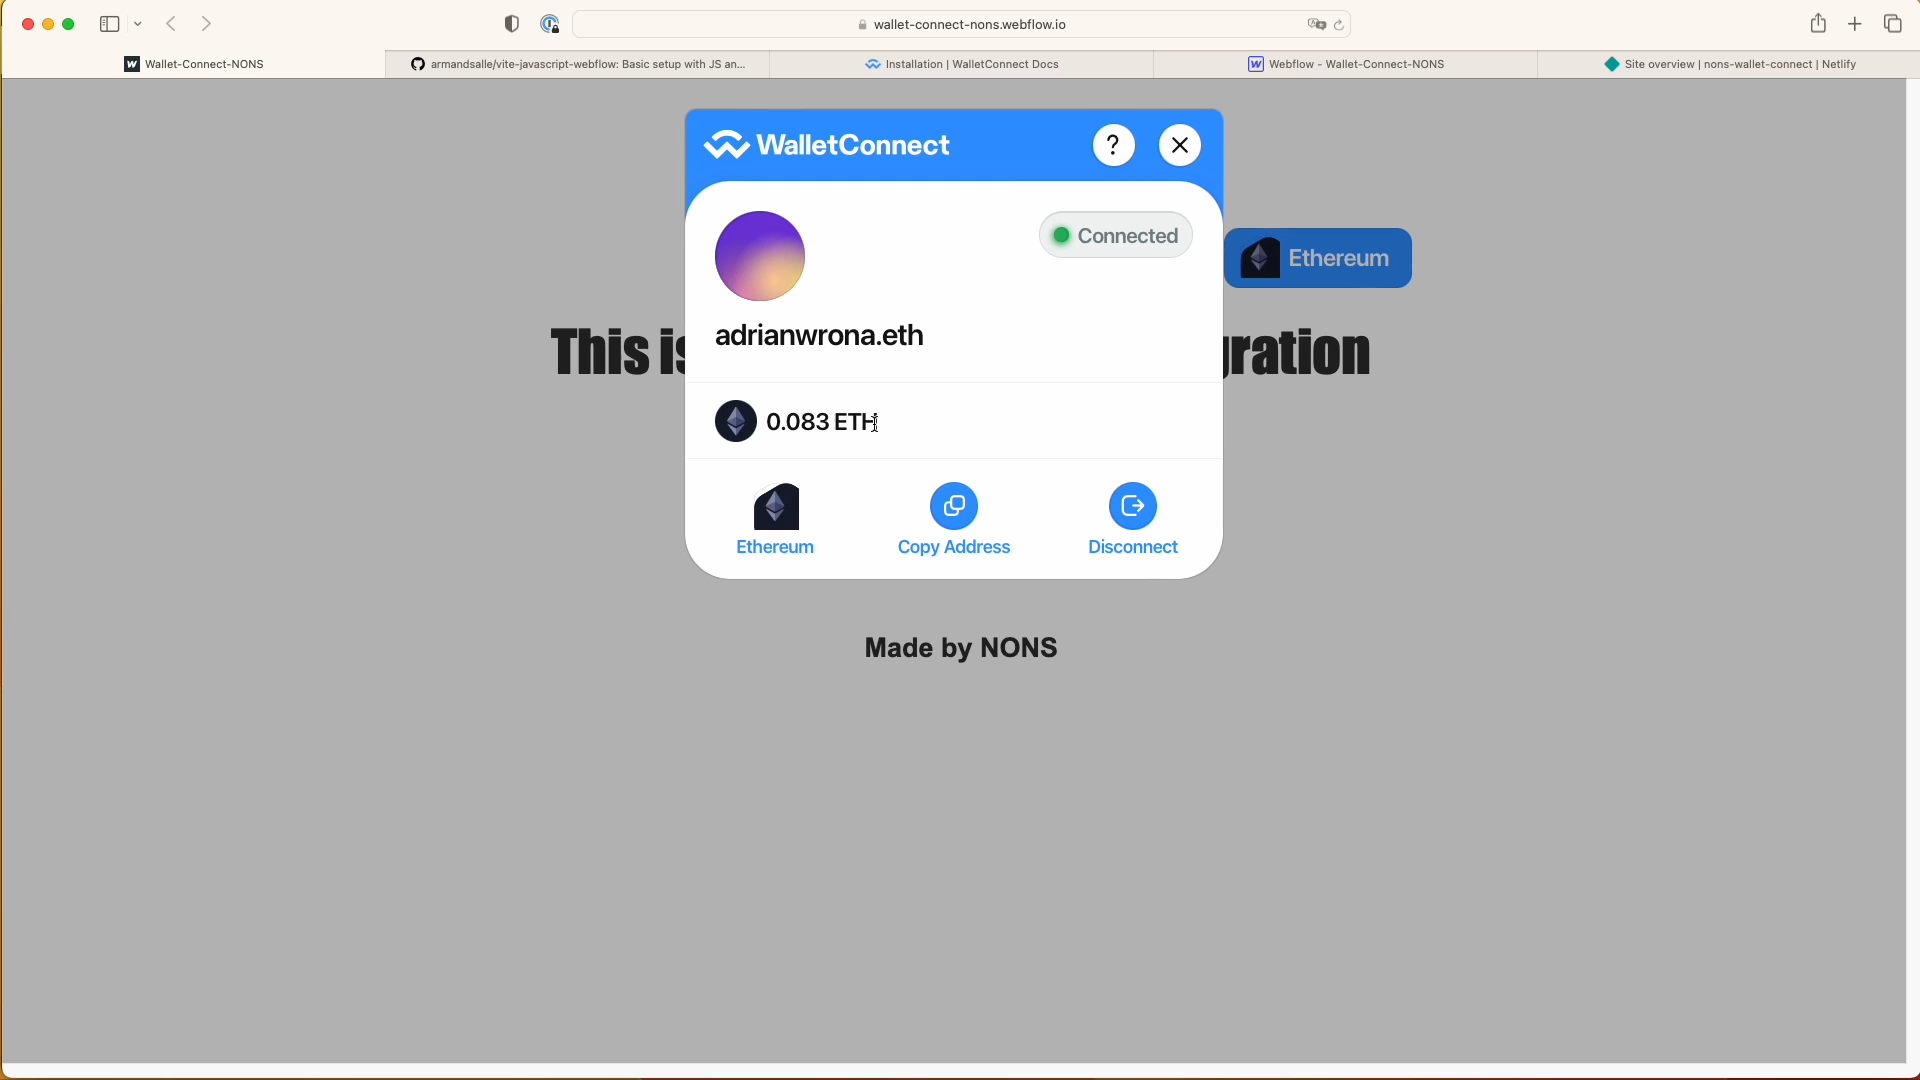 wallet-connect-nons.webflow.io
Wallet-Connect-NONS
armandsalle/vite-javascript-webflow: Basic setup with JS an...
Installation | WalletConnect Docs
Webflow - Wallet-Connect-NONS
Site overview | nons-wallet-connect | Netlify
WalletConnect
?
Connected
Ethereum
adrianwrona.eth
This is
gration
0.083 ETH
Ethereum
Copy Address
Disconnect
Made by NONS